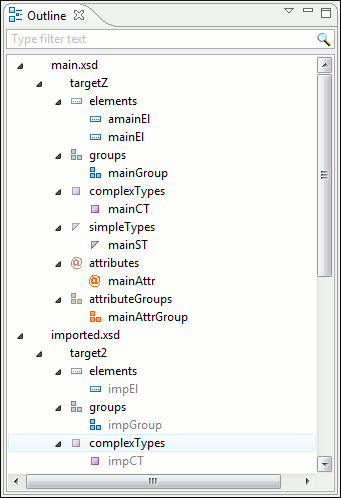 Outline
Type filter text
main.xsd
targetZ
elements
amainEl
mainEl
groups
mainGroup
complexTypes
mainCT
simpleTypes
mainST
attributes
mainAttr
attributeGroups
mainAttrGroup
imported.xsd
target2
elements
impEl
groups
impGroup
complexTypes
impCT